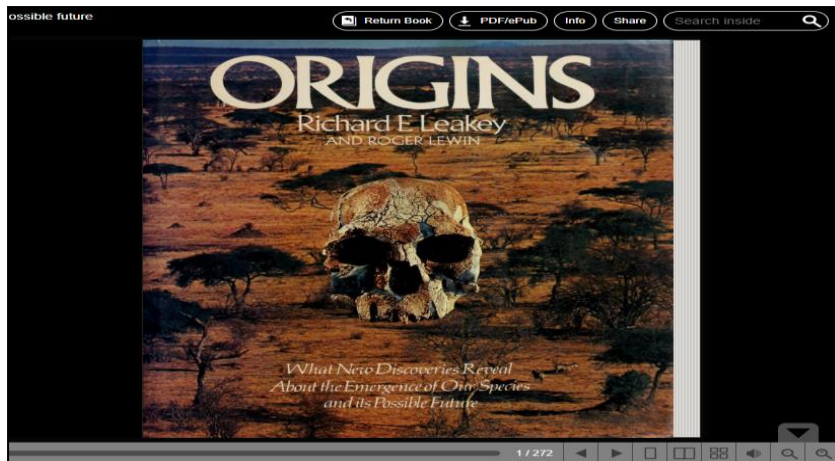 ossible future
Return Book PDF/ePub Info Share Search inside
ORIGINS
Richard E Leakey
AND ROGER LEWIN
What New Discoveries Reveal
About the Emergence of Our Species
and its Possible Future
1 / 272